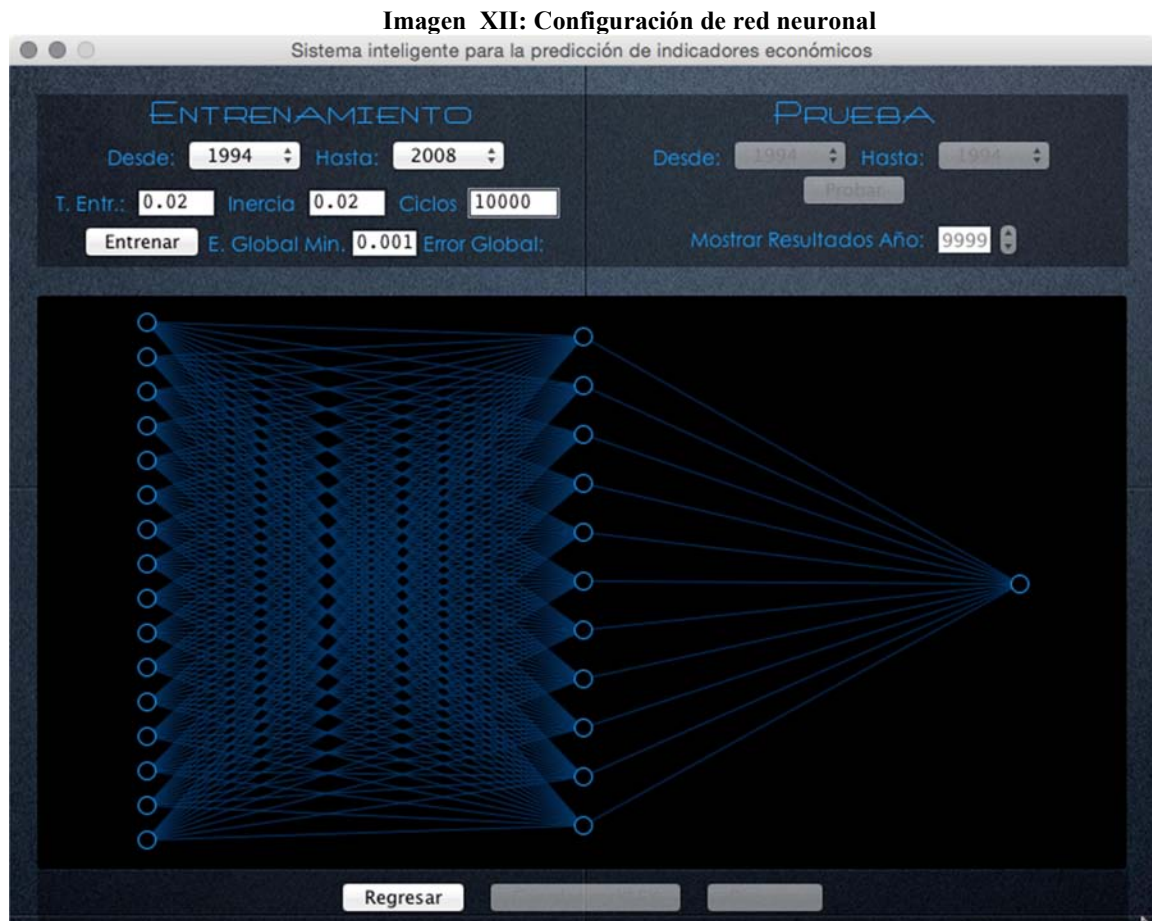 Imagen XII: Configuración de red neuronal
Sistema inteligente para la predicción de indicadores económicos
ENTRENAMIENTO
Desde: 1994 Hasta: 2008
T. Entr.: 0.02 Inercia 0.02 Ciclos 10000
Entrenar E. Global Min. 0.001 Error Global:
PRUEBA
Desde: 1994 Hasta: 1994
Probar
Mostrar Resultados Año: 9999
Regresar